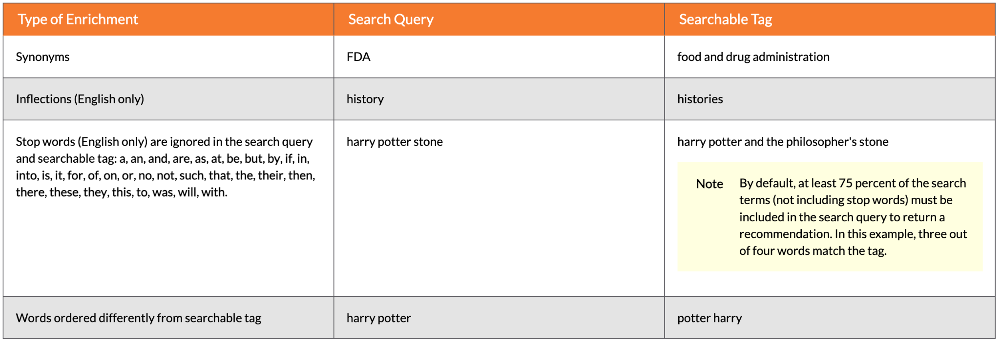 Type of Enrichment
Search Query
Searchable Tag
Synonyms
FDA
food and drug administration
Inflections (English only)
history
histories
Stop words (English only) are ignored in the search query
and searchable tag: a, an, and, are, as, at, be, but, by, if, in,
into, is, it, for, of, on, or, no, not, such, that, the, their, then,
there, these, they, this, to, was, will, with.
harry potter stone
harry potter and the philosopher's stone
Note
By default, at least 75 percent of the search
terms (not including stop words) must be
included in the search query to return a
recommendation. In this example, three out
of four words match the tag.
Words ordered differently from searchable tag
harry potter
potter harry